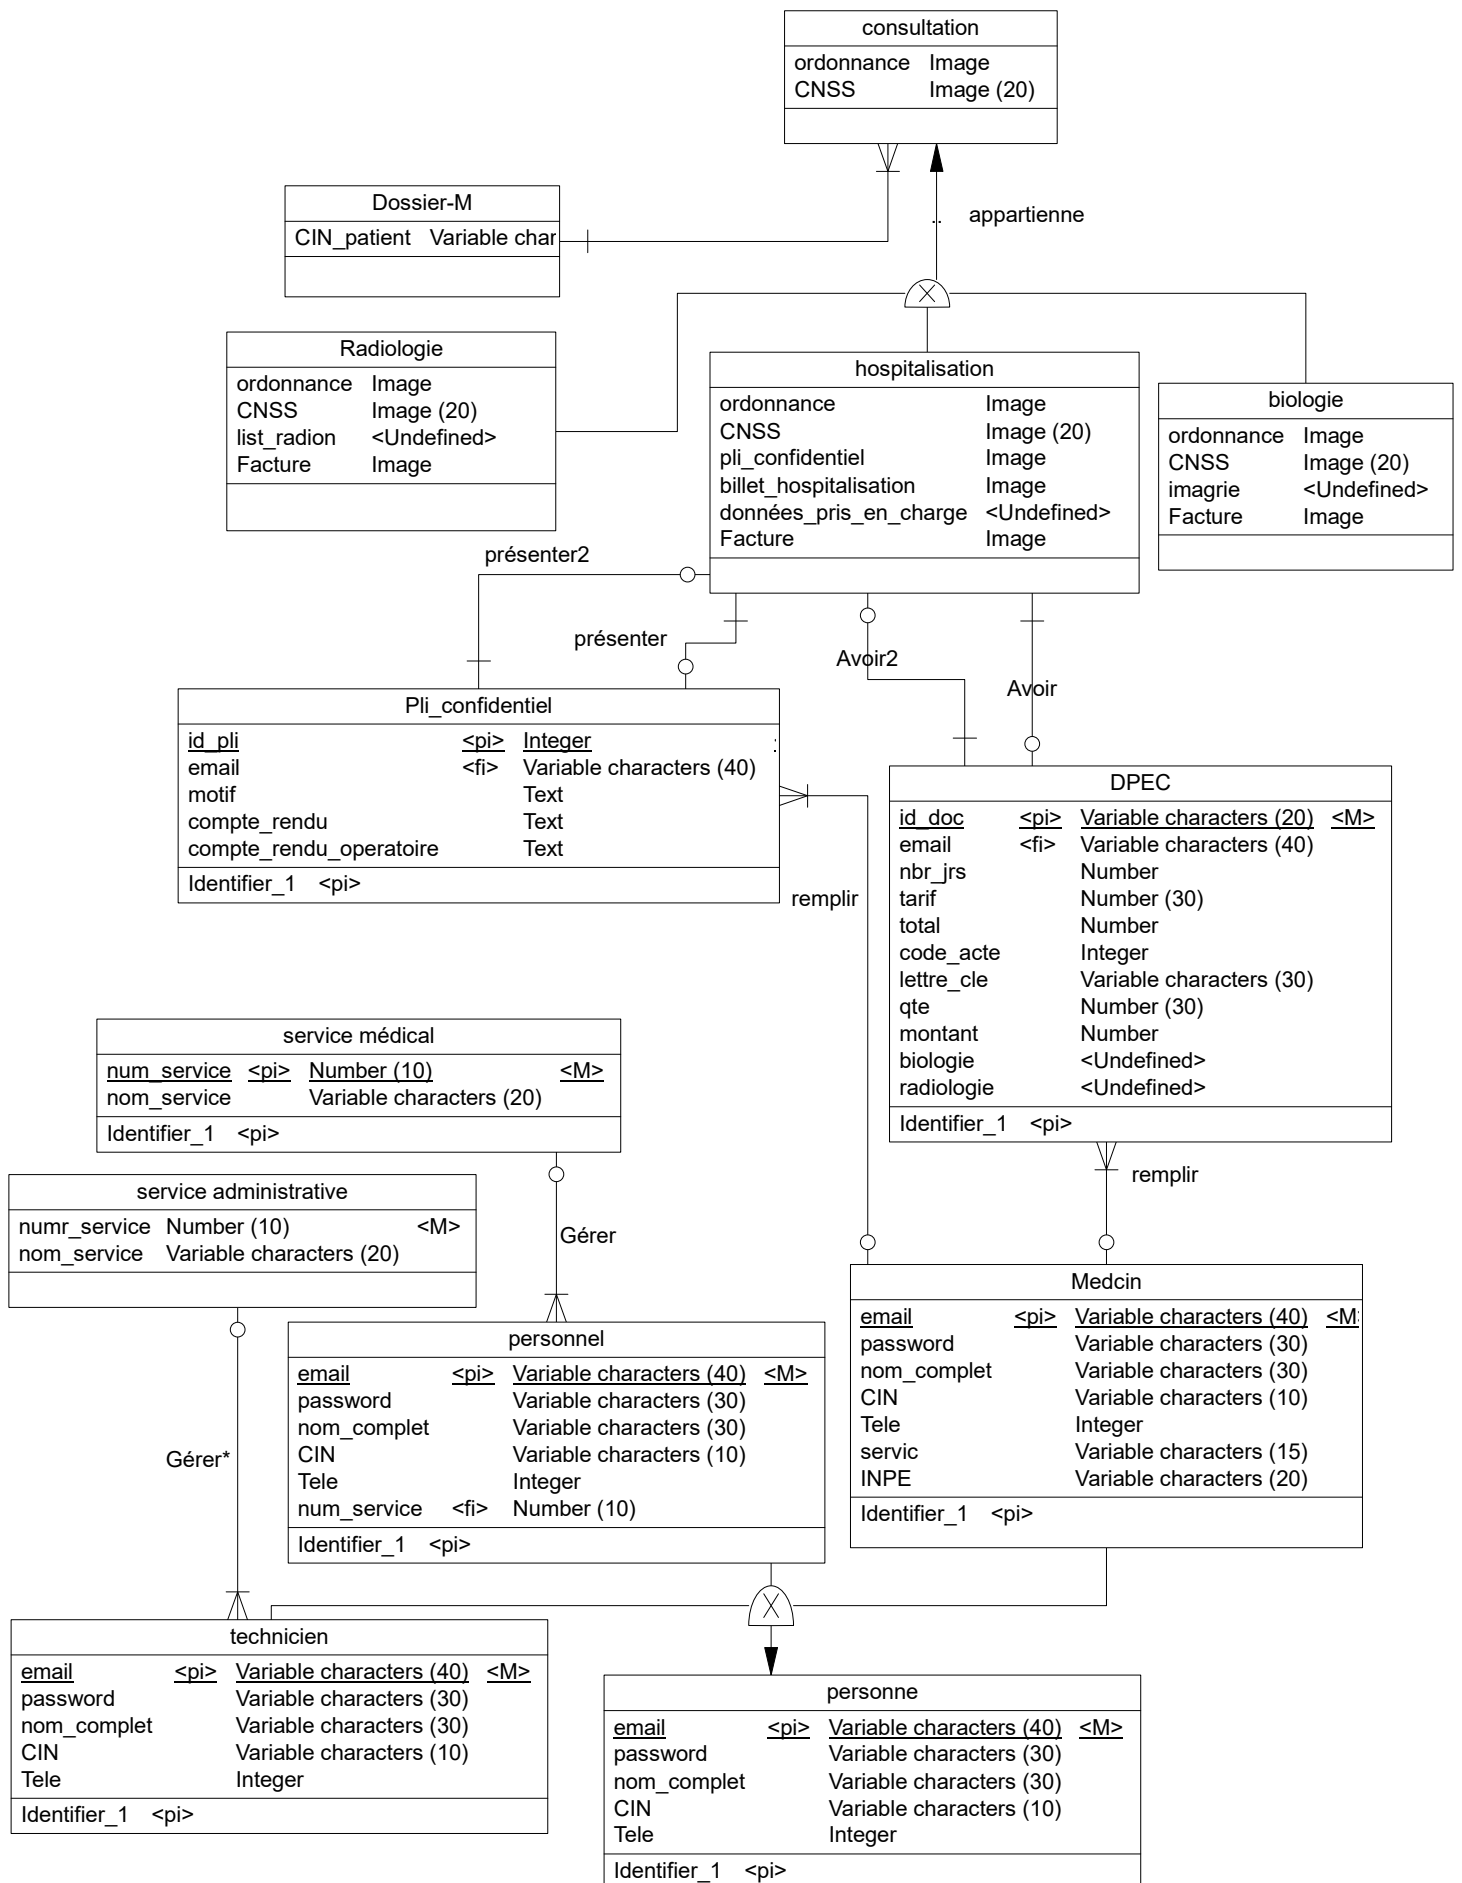 consultation
ordonnance Image
CNSS Image (20)
Dossier-M
CIN_patient Variable char
appartienne
Radiologie
ordonnance Image
CNSS Image (20)
list_radion <Undefined>
Facture Image
hospitalisation
ordonnance Image
CNSS Image (20)
pli_confidentiel Image
billet_hospitalisation Image
données_pris_en_charge <Undefined>
Facture Image
biologie
ordonnance Image
CNSS Image (20)
imagrie <Undefined>
Facture Image
présenter2
présenter
Avoir2
Avoir
Pli_confidentiel
id_pli <pi> Integer
email <fi> Variable characters (40)
motif Text
compte_rendu Text
compte_rendu_operatoire Text
Identifier_1 <pi>
remplir
DPEC
id_doc <pi> Variable characters (20) <M>
email <fi> Variable characters (40)
nbr_jrs Number
tarif Number (30)
total Number
code_acte Integer
lettre_cle Variable characters (30)
qte Number (30)
montant Number
biologie <Undefined>
radiologie <Undefined>
Identifier_1 <pi>
remplir
service médical
num_service <pi> Number (10) <M>
nom_service Variable characters (20)
Identifier_1 <pi>
service administrative
numr_service Number (10) <M>
nom_service Variable characters (20)
Gérer
Gérer*
personnel
email <pi> Variable characters (40) <M>
password Variable characters (30)
nom_complet Variable characters (30)
CIN Variable characters (10)
Tele Integer
num_service <fi> Number (10)
Identifier_1 <pi>
Medcin
email <pi> Variable characters (40) <M
password Variable characters (30)
nom_complet Variable characters (30)
CIN Variable characters (10)
Tele Integer
servic Variable characters (15)
INPE Variable characters (20)
Identifier_1 <pi>
technicien
email <pi> Variable characters (40) <M>
password Variable characters (30)
nom_complet Variable characters (30)
CIN Variable characters (10)
Tele Integer
Identifier_1 <pi>
personne
email <pi> Variable characters (40) <M>
password Variable characters (30)
nom_complet Variable characters (30)
CIN Variable characters (10)
Tele Integer
Identifier_1 <pi>